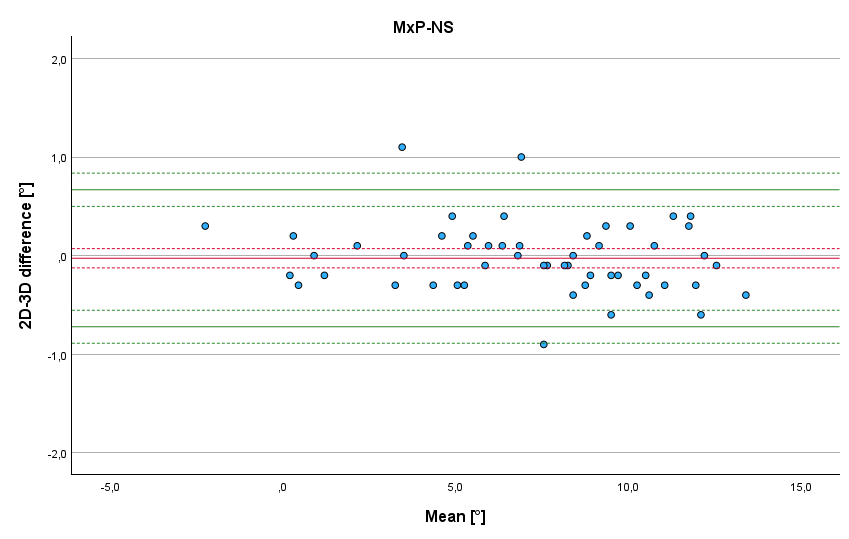 MxP-NS
2,0
1,0
,0
-1,0
-2,0
2D-3D difference [°]
-5,0 ,0 5,0 10,0 15,0
Mean [°]